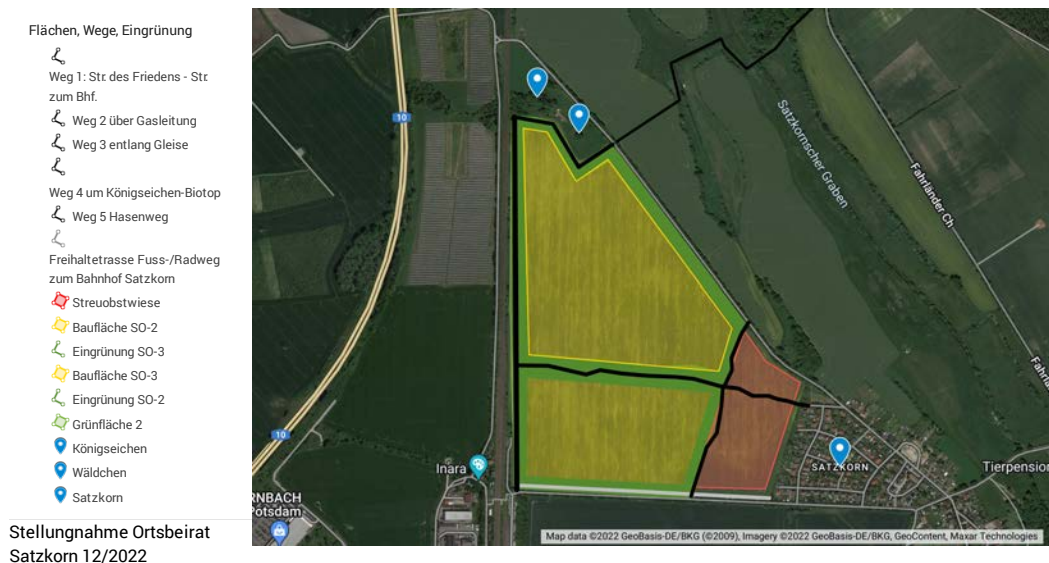 Flächen, Wege, Eingrünung
Weg 1: Str. des Friedens - Str.
zum Bhf.
Weg 2 über Gasleitung
Weg 3 entlang Gleise
Weg 4 um Königseichen-Biotop
Weg 5 Hasenweg
Freihaltetrasse Fuss-/Radweg
zum Bahnhof Satzkorn
Streuobstwiese
Baufläche SO-2
Eingrünung SO-3
Baufläche SO-3
Eingrünung SO-2
Grünfläche 2
Königseichen
Wäldchen
Satzkorn
Stellungnahme Ortsbeirat
Satzkorn 12/2022
10
Satzkornscher Graben
Fahrländer Ch
Fahrlä
10
Inara
SATZKORN
Tierpension
RNBACH
Potsdam
Map data ©2022 GeoBasis-DE/BKG (©2009), Imagery ©2022 GeoBasis-DE/BKG, GeoContent, Maxar Technologies